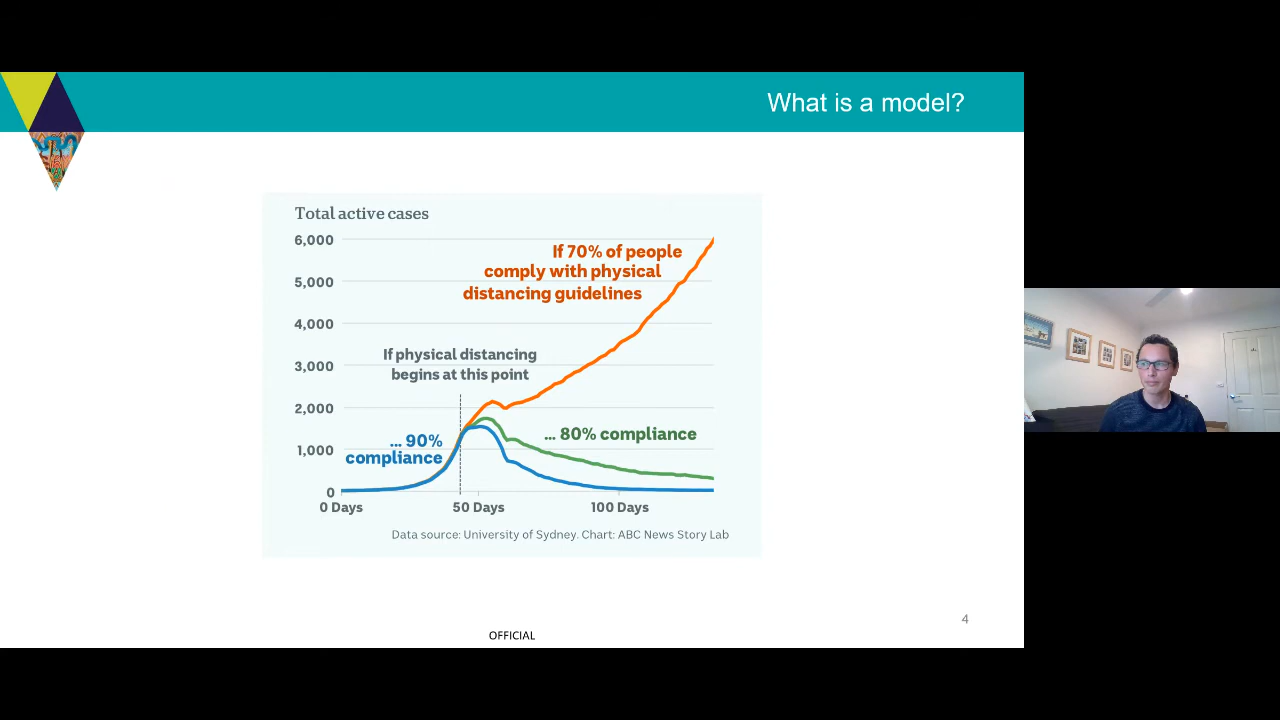 What is a model?
Total active cases
6,000
5,000
4,000
3,000
2,000
1,000
0
If 70% of people
comply with physical
distancing guidelines
If physical distancing
begins at this point
... 90%
compliance
... 80% compliance
0 Days
50 Days
100 Days
Data source: University of Sydney. Chart: ABC News Story Lab
4
OFFICIAL